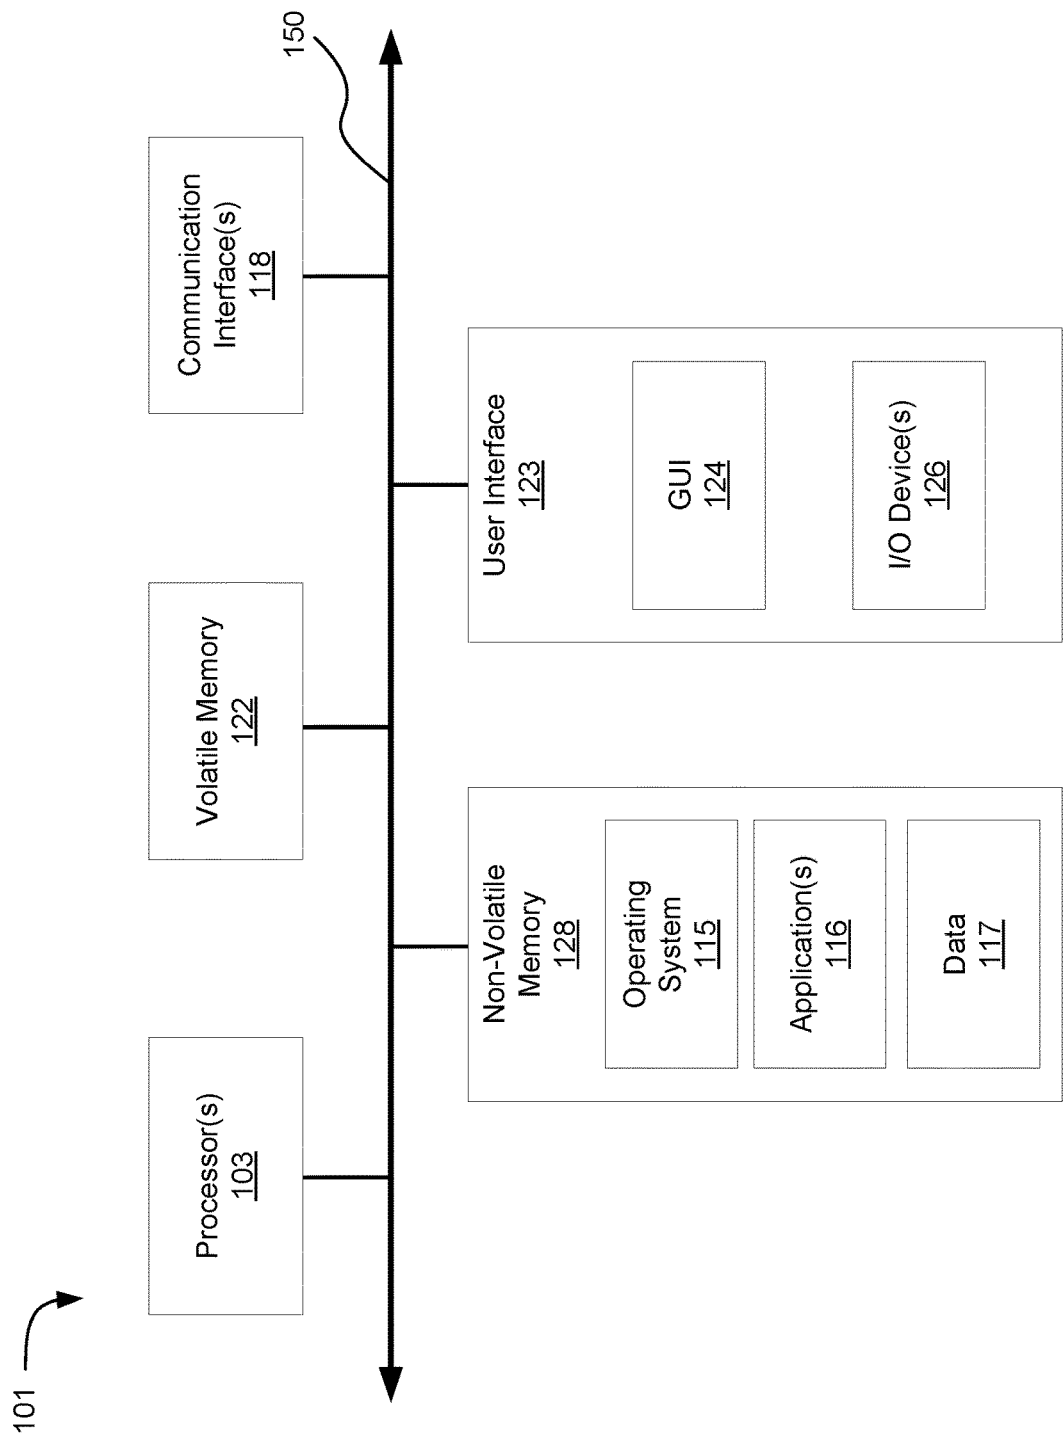 101
Processor(s)
103
Volatile Memory
122
Communication
Interface(s)
118
150
Non-Volatile
Memory
128
Operating
System
115
Application(s)
116
Data
117
User Interface
123
GUI
124
I/O Device(s)
126